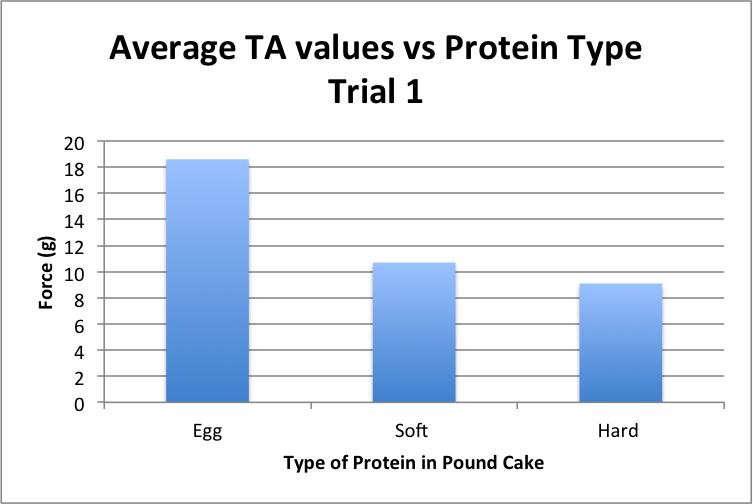 Average TA values vs Protein Type
Trial 1
20
18
16
14
12
10
8
6
4
2
0
Force (g)
Egg
Soft
Hard
Type of Protein in Pound Cake